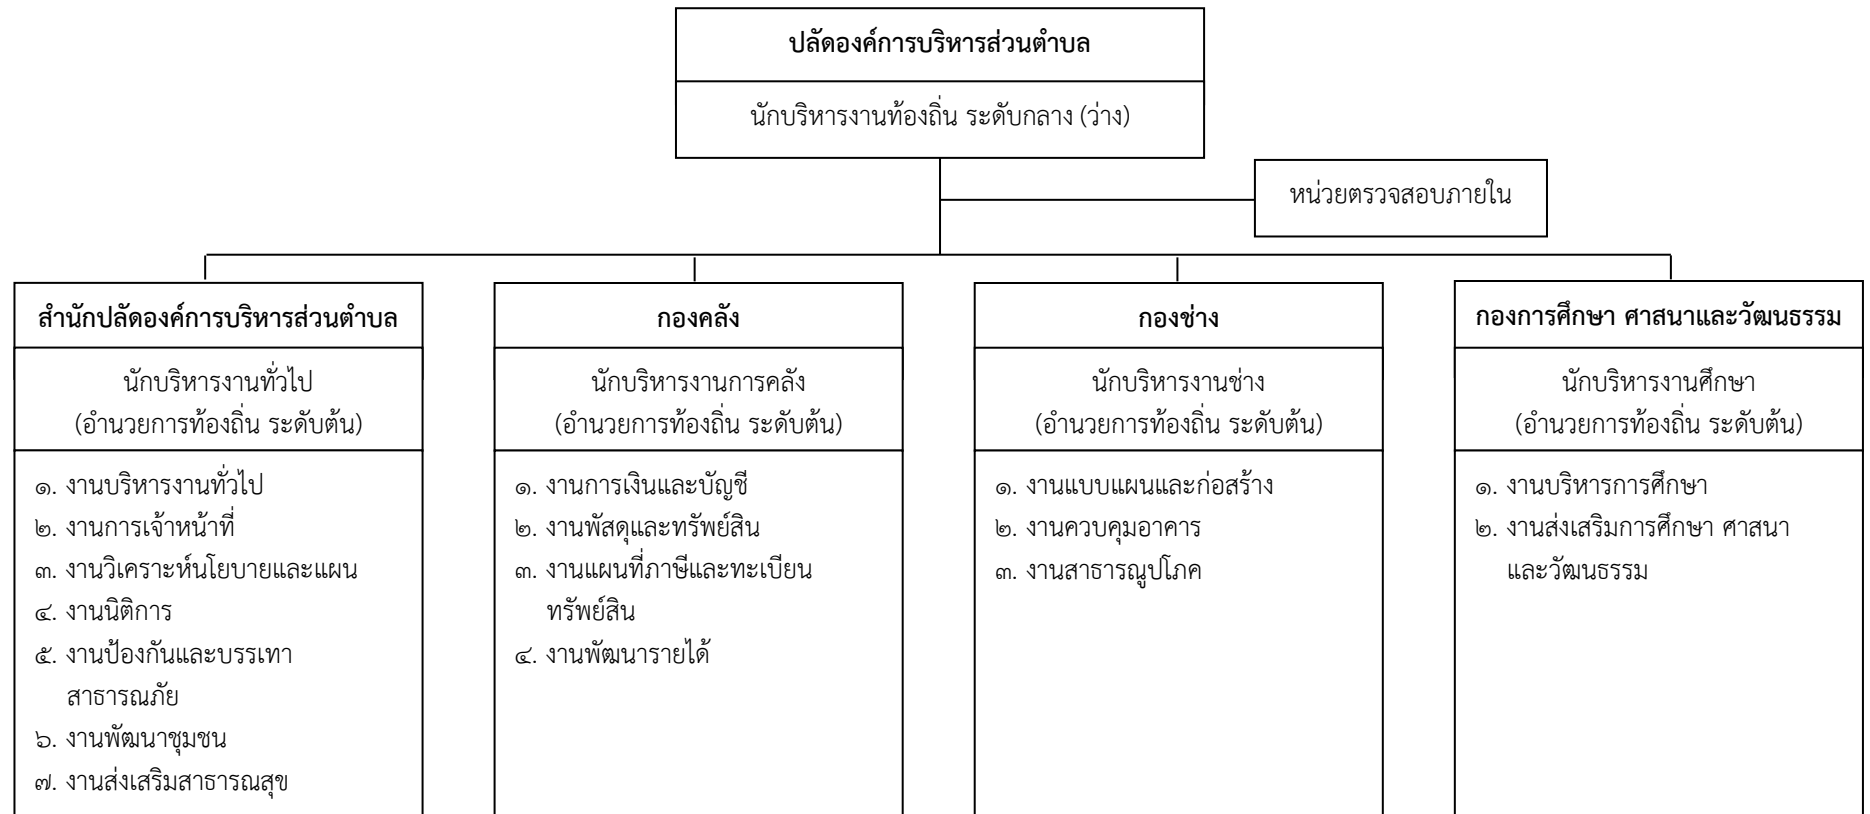 ปลัดองค์การบริหารส่วนตำบล
นักบริหารงานท้องถิ่น ระดับกลาง (ว่าง)
หน่วยตรวจสอบภายใน
สำนักปลัดองค์การบริหารส่วนตำบล
นักบริหารงานทั่วไป
(อำนวยการท้องถิ่น ระดับต้น)
๑. งานบริหารงานทั่วไป
๒. งานการเจ้าหน้าที่
๓. งานวิเคราะห์นโยบายและแผน
๔. งานนิติการ
๕. งานป้องกันและบรรเทา
สาธารณภัย
๖. งานพัฒนาชุมชน
๗. งานส่งเสริมสาธารณสุข
กองคลัง
นักบริหารงานการคลัง
(อำนวยการท้องถิ่น ระดับต้น)
๑. งานการเงินและบัญชี
๒. งานพัสดุและทรัพย์สิน
๓. งานแผนที่ภาษีและทะเบียน
ทรัพย์สิน
๔. งานพัฒนารายได้
กองช่าง
นักบริหารงานช่าง
(อำนวยการท้องถิ่น ระดับต้น)
๑. งานแบบแผนและก่อสร้าง
๒. งานควบคุมอาคาร
๓. งานสาธารณูปโภค
กองการศึกษา ศาสนาและวัฒนธรรม
นักบริหารงานศึกษา
(อำนวยการท้องถิ่น ระดับต้น)
๑. งานบริหารการศึกษา
๒. งานส่งเสริมการศึกษา ศาสนา
และวัฒนธรรม